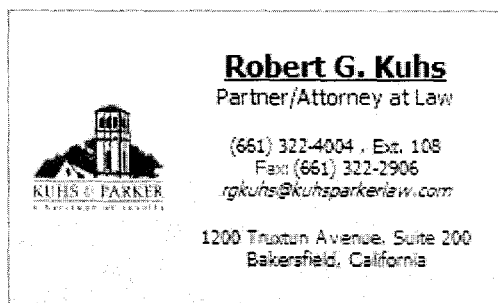 Robert G. Kuhs
Partner/Attorney at Law
(661) 322-4004 . Ext. 108
Fax: (661) 322-2906
rgkuhs@kuhsparkerlaw.com
KUHS & PARKER
1200 Truxtun Avenue, Suite 200
Bakersfield, California